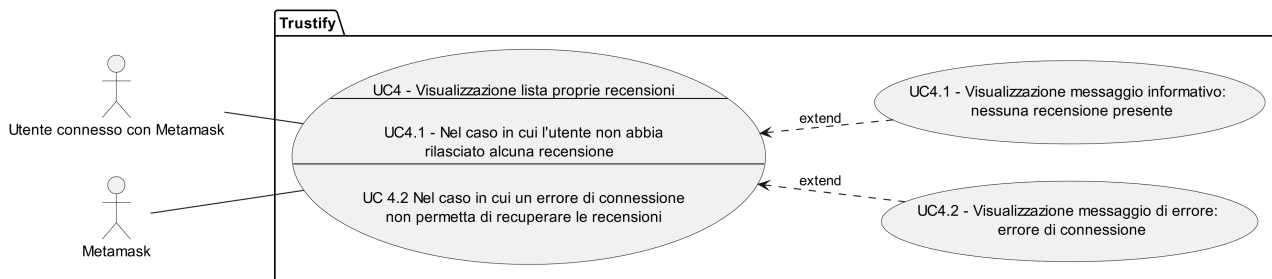 Trustify
Utente connesso con Metamask
Metamask
UC4 - Visualizzazione lista proprie recensioni
UC4.1 - Nel caso in cui l'utente non abbia
rilasciato alcuna recensione
UC 4.2 Nel caso in cui un errore di connessione
non permetta di recuperare le recensioni
extend
UC4.1 - Visualizzazione messaggio informativo:
nessuna recensione presente
extend
UC4.2 - Visualizzazione messaggio di errore:
errore di connessione